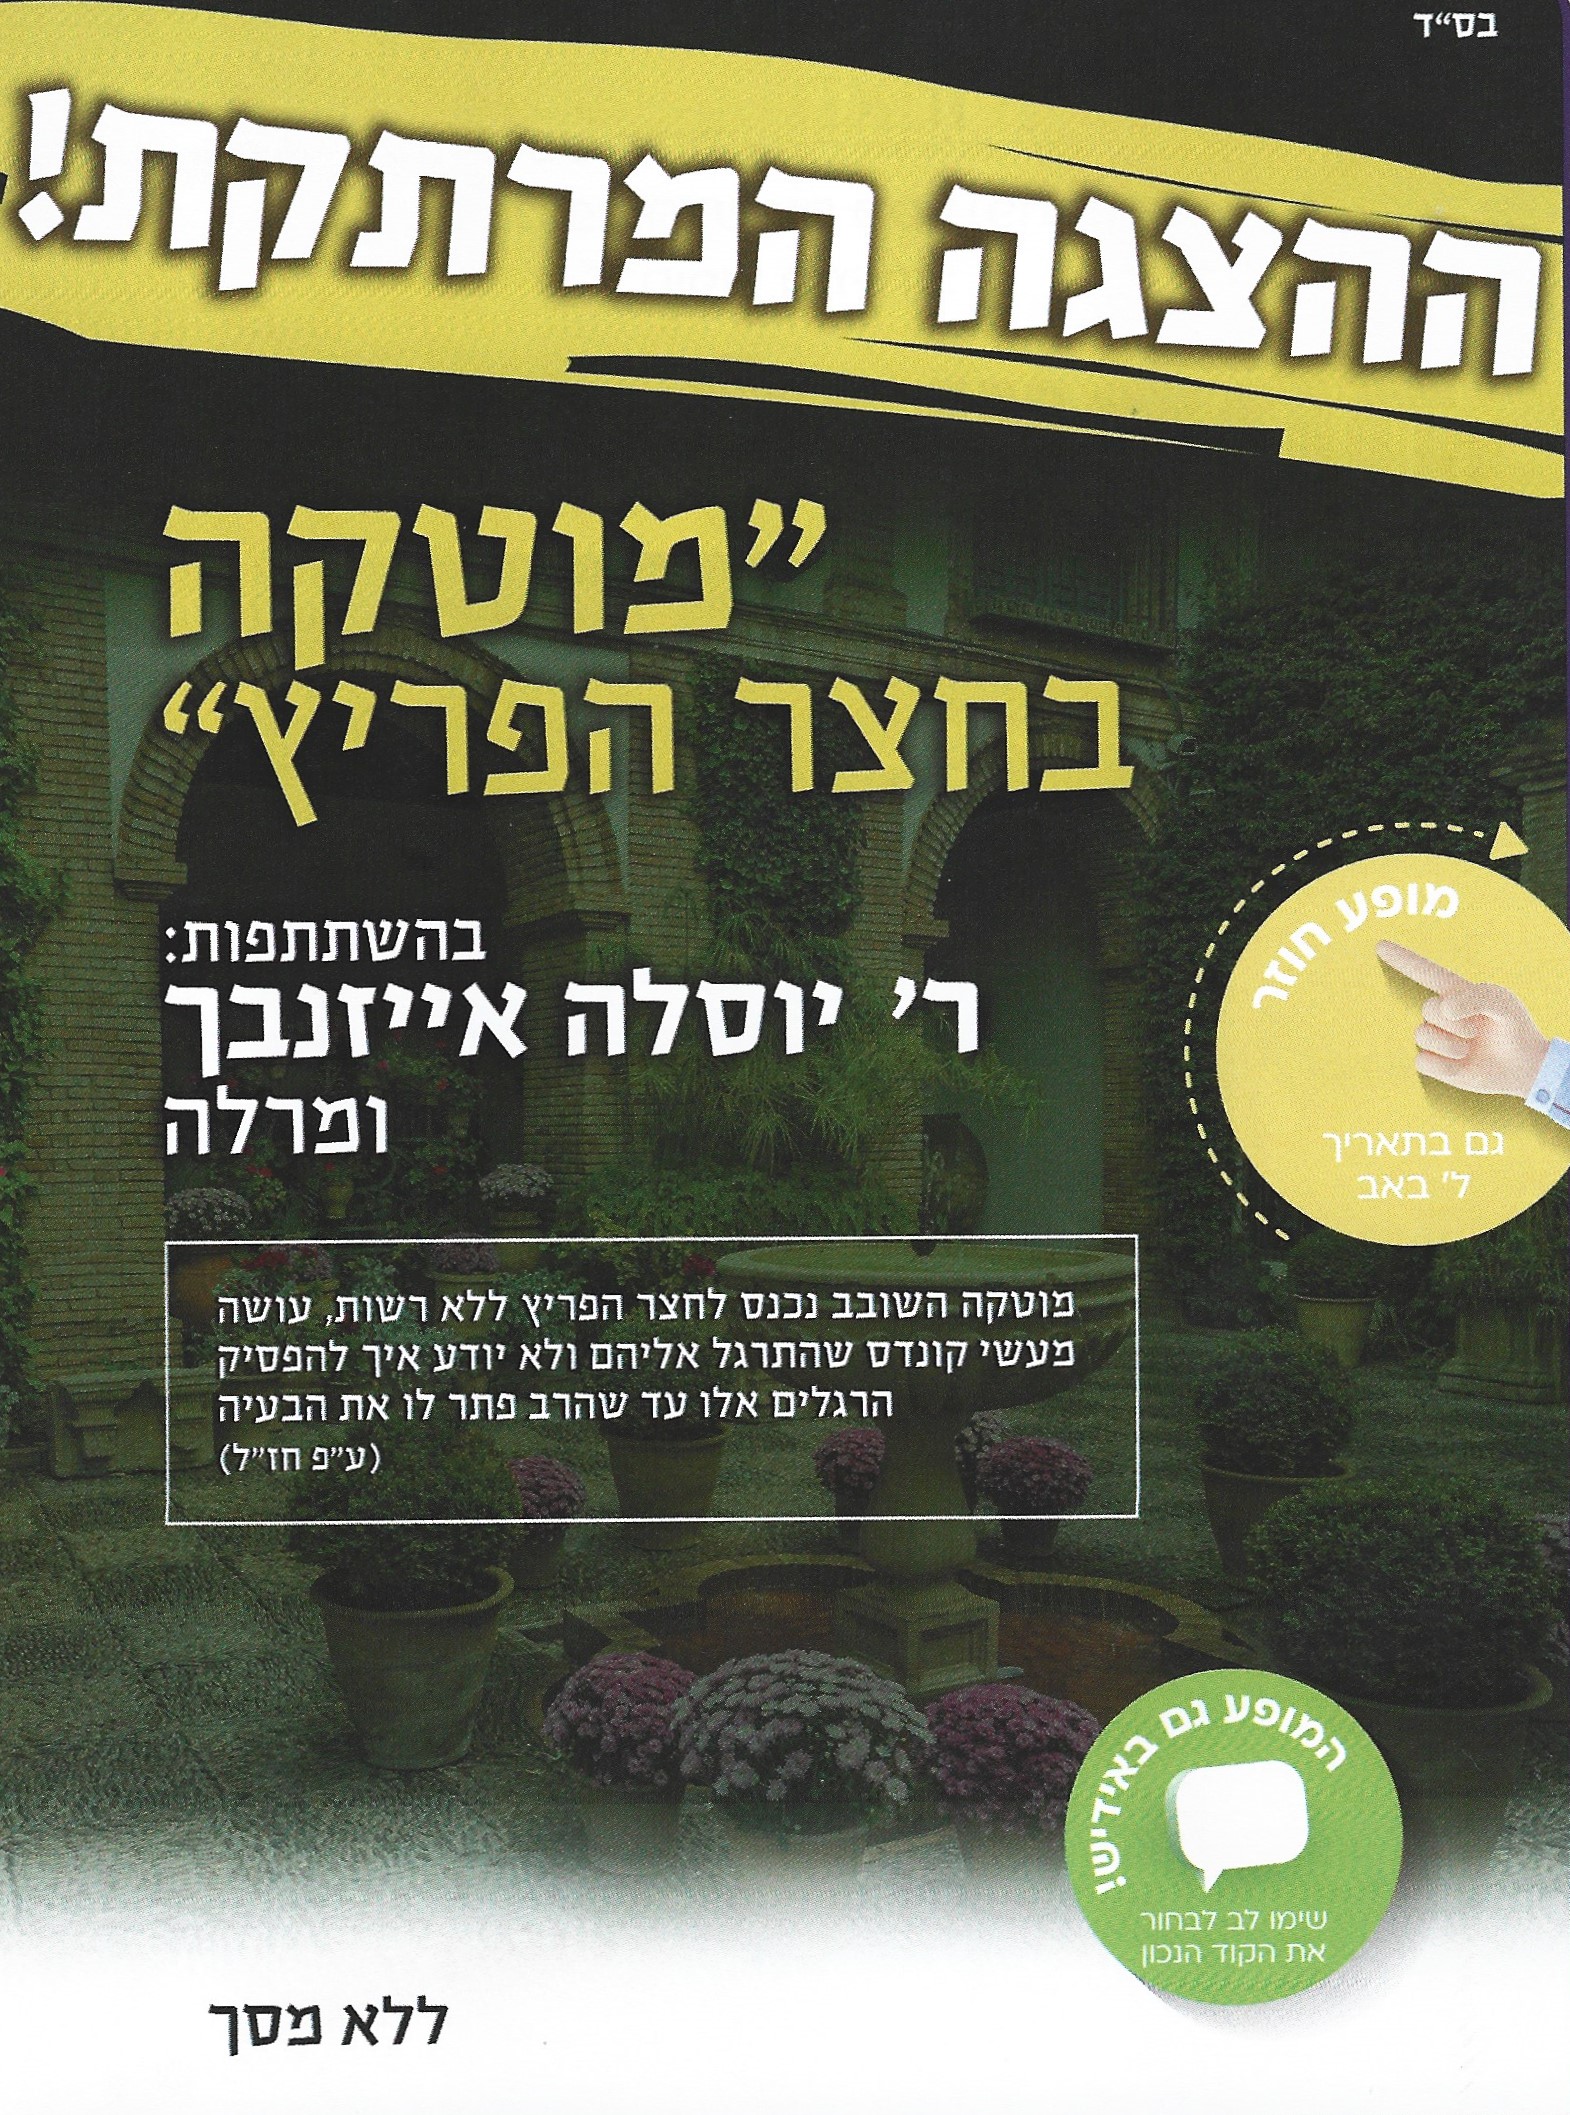 בס״ד
ההצגה המרתקת!
״מוטקה
בחצר הפריץ״
בהשתתפות:
ר׳ יוסלה אייזנבך
ומרלה
מופע חוזר
גם בתאריך
ל׳ באב
מוטקה השובב נכנס לחצר הפריץ ללא רשות, עושה
מעשי קונדס שהתרגל אליהם ולא יודע איך להפסיק
הרגלים אלו עד שהרב פתר לו את הבעיה
(ע״פ חז״ל)
המופע גם באידיש!
שימו לב לבחור
את הקוד הנכון
ללא מסך